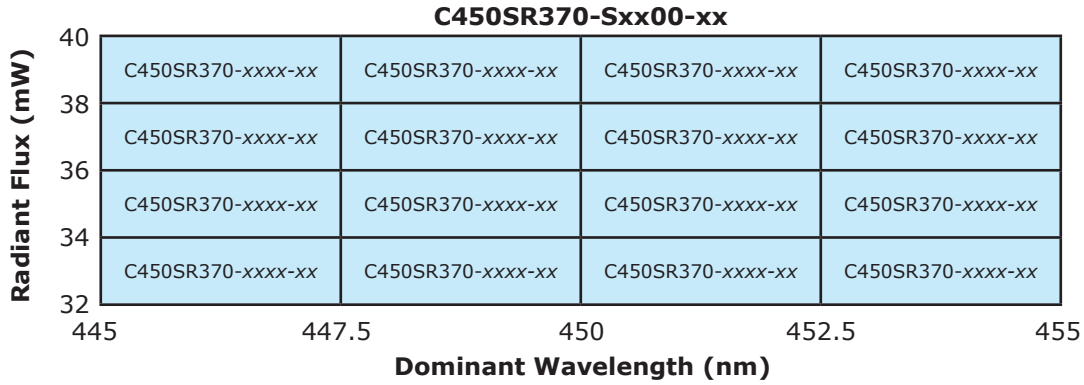 C450SR370-Sxx00-xx
40
C450SR370-xxxx-xx C450SR370-xxxx-xx C450SR370-xxxx-xx C450SR370-xxxx-xx
38
C450SR370-xxxx-xx C450SR370-xxxx-xx C450SR370-xxxx-xx C450SR370-xxxx-xx
36
C450SR370-xxxx-xx C450SR370-xxxx-xx C450SR370-xxxx-xx C450SR370-xxxx-xx
34
C450SR370-xxxx-xx C450SR370-xxxx-xx C450SR370-xxxx-xx C450SR370-xxxx-xx
32
Radiant Flux (mW)
445 447.5 450 452.5 455
Dominant Wavelength (nm)